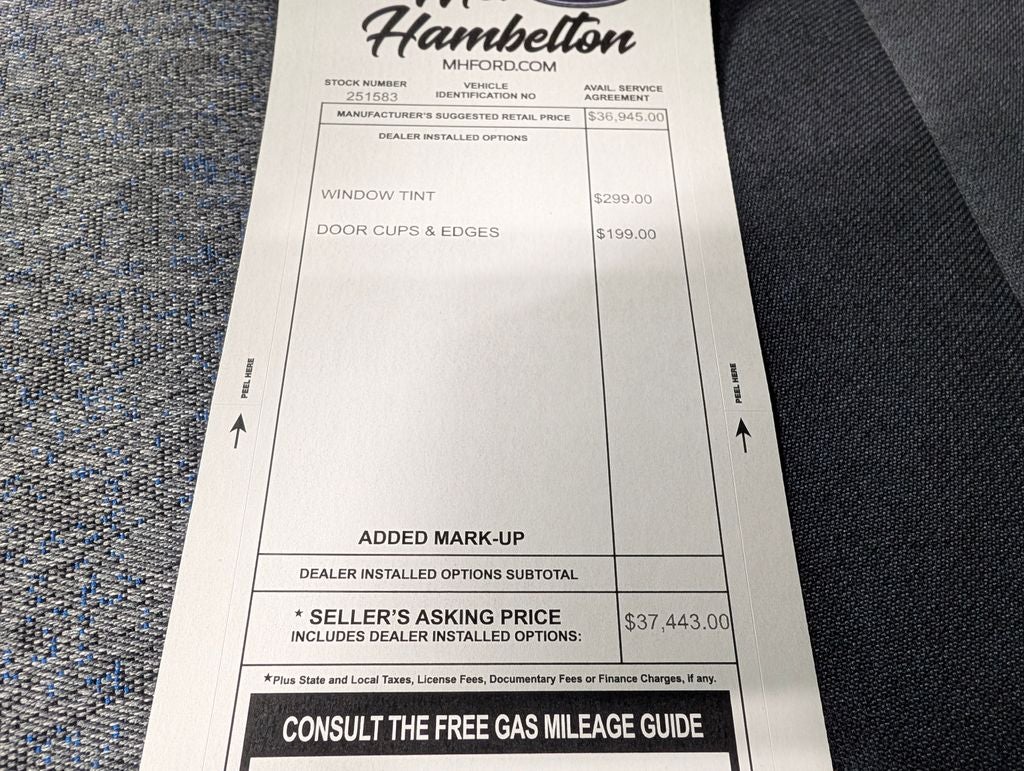 Hambelton
MHFORD.COM
STOCK NUMBER
251583
VEHICLE
IDENTIFICATION NO
AVAIL. SERVICE
AGREEMENT
MANUFACTURER'S SUGGESTED RETAIL PRICE $36,945.00
DEALER INSTALLED OPTIONS
WINDOW TINT $299.00
DOOR CUPS & EDGES $199.00
PEEL HERE
PEEL HERE
ADDED MARK-UP
DEALER INSTALLED OPTIONS SUBTOTAL
* SELLER'S ASKING PRICE
INCLUDES DEALER INSTALLED OPTIONS: $37,443.00
*Plus State and Local Taxes, License Fees, Documentary Fees or Finance Charges, if any.
CONSULT THE FREE GAS MILEAGE GUIDE